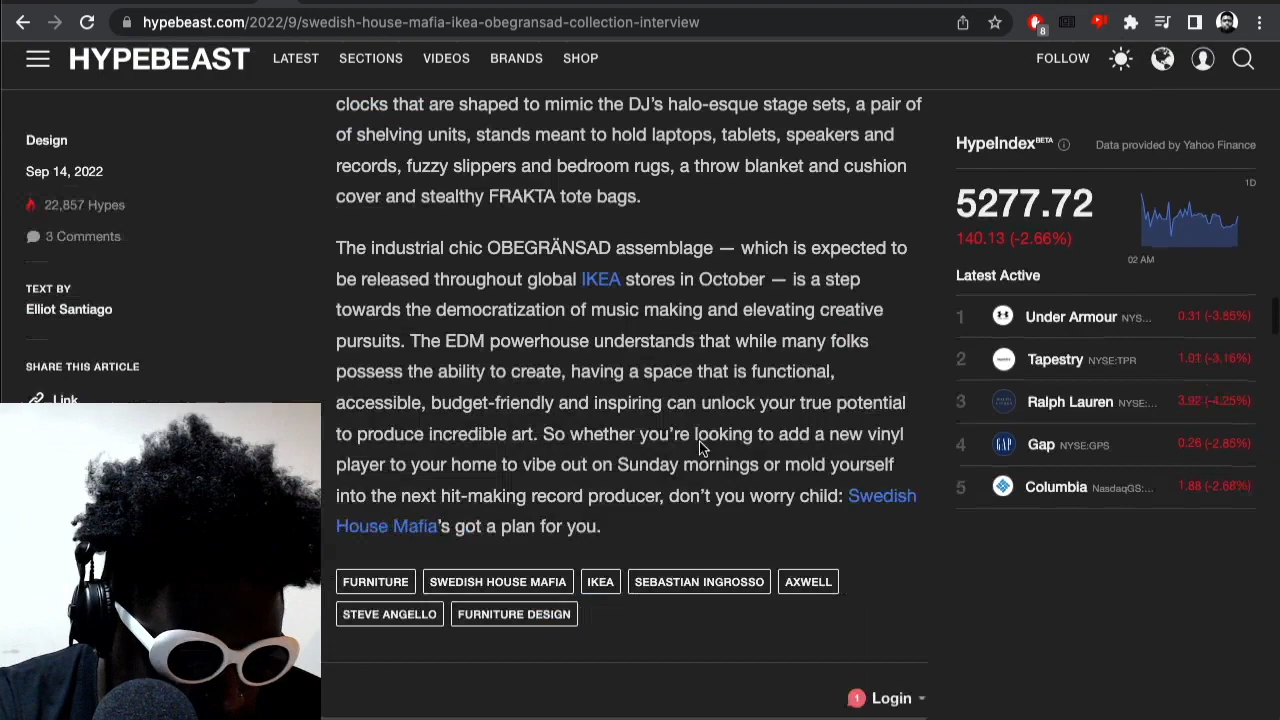 hypebeast.com/2022/9/swedish-house-mafia-ikea-obegransad-collection-interview
8
HYPEBEAST
LATEST
SECTIONS
VIDEOS
BRANDS
SHOP
FOLLOW
Design
Sep 14, 2022
22,857 Hypes
3 Comments
TEXT BY
Elliot Santiago
SHARE THIS ARTICLE
Link
clocks that are shaped to mimic the DJ’s halo-esque stage sets, a pair of
of shelving units, stands meant to hold laptops, tablets, speakers and
records, fuzzy slippers and bedroom rugs, a throw blanket and cushion
cover and stealthy FRAKTA tote bags.
The industrial chic OBEGRÄNSAD assemblage — which is expected to
be released throughout global IKEA stores in October — is a step
towards the democratization of music making and elevating creative
pursuits. The EDM powerhouse understands that while many folks
possess the ability to create, having a space that is functional,
accessible, budget-friendly and inspiring can unlock your true potential
to produce incredible art. So whether you’re looking to add a new vinyl
player to your home to vibe out on Sunday mornings or mold yourself
into the next hit-making record producer, don’t you worry child: Swedish
House Mafia’s got a plan for you.
FURNITURE
SWEDISH HOUSE MAFIA
IKEA
SEBASTIAN INGROSSO
AXWELL
STEVE ANGELLO
FURNITURE DESIGN
1 Login
HypeIndex BETA
Data provided by Yahoo Finance
5277.72
140.13 (-2.66%)
1D
02 AM
Latest Active
1 Under Armour NYS... 0.31 (-3.85%)
2 Tapestry NYSE:TPR 1.01 (-3.16%)
3 Ralph Lauren NYSE:... 3.92 (-4.25%)
4 GAP Gap NYSE:GPS 0.26 (-2.85%)
5 Columbia NasdaqGS:... 1.88 (-2.68%)